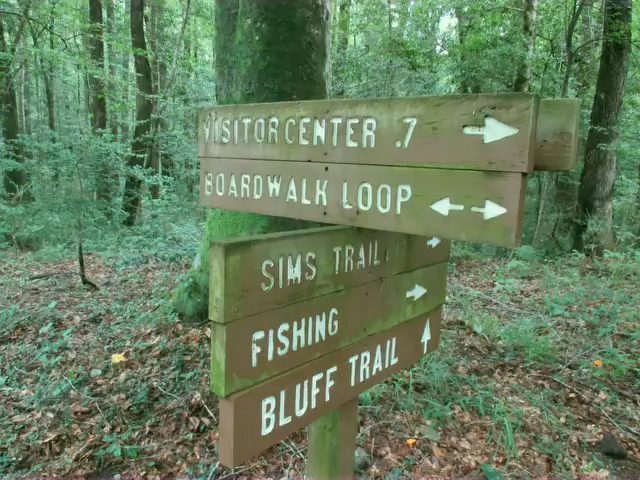 VISITOR CENTER .7
BOARDWALK LOOP
SIMS TRAIL
FISHING
BLUFF TRAIL